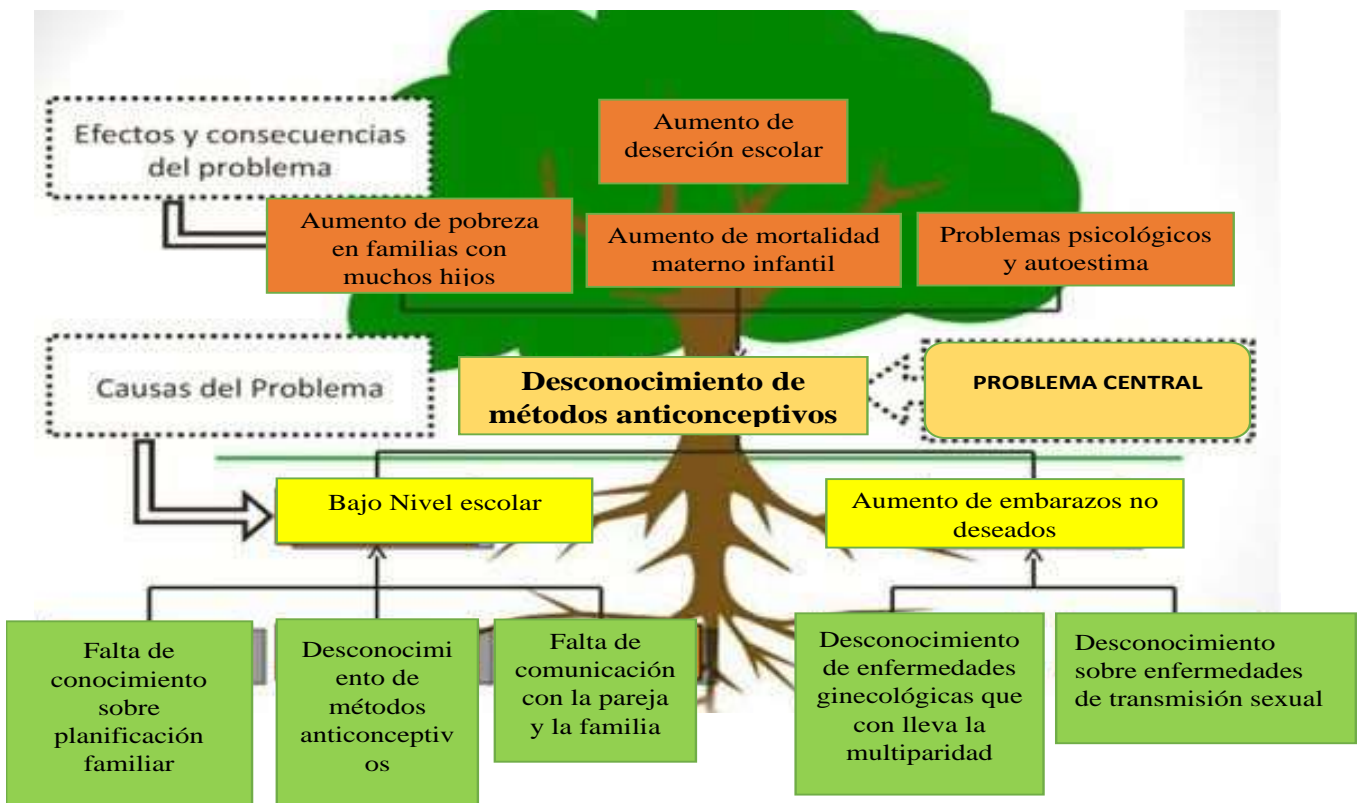 Efectos y consecuencias
del problema
Aumento de
deserción escolar
Aumento de pobreza
en familias con
muchos hijos
Aumento de mortalidad
materno infantil
Problemas psicológicos
y autoestima
Causas del Problema
Desconocimiento de
métodos anticonceptivos
PROBLEMA CENTRAL
Bajo Nivel escolar
Aumento de embarazos no
deseados
Falta de
conocimiento
sobre
planificación
familiar
Desconocimi
ento de
métodos
anticonceptiv
os
Falta de
comunicación
con la pareja
y la familia
Desconocimiento
de enfermedades
ginecológicas que
con lleva la
multiparidad
Desconocimiento
sobre enfermedades
de transmisión sexual